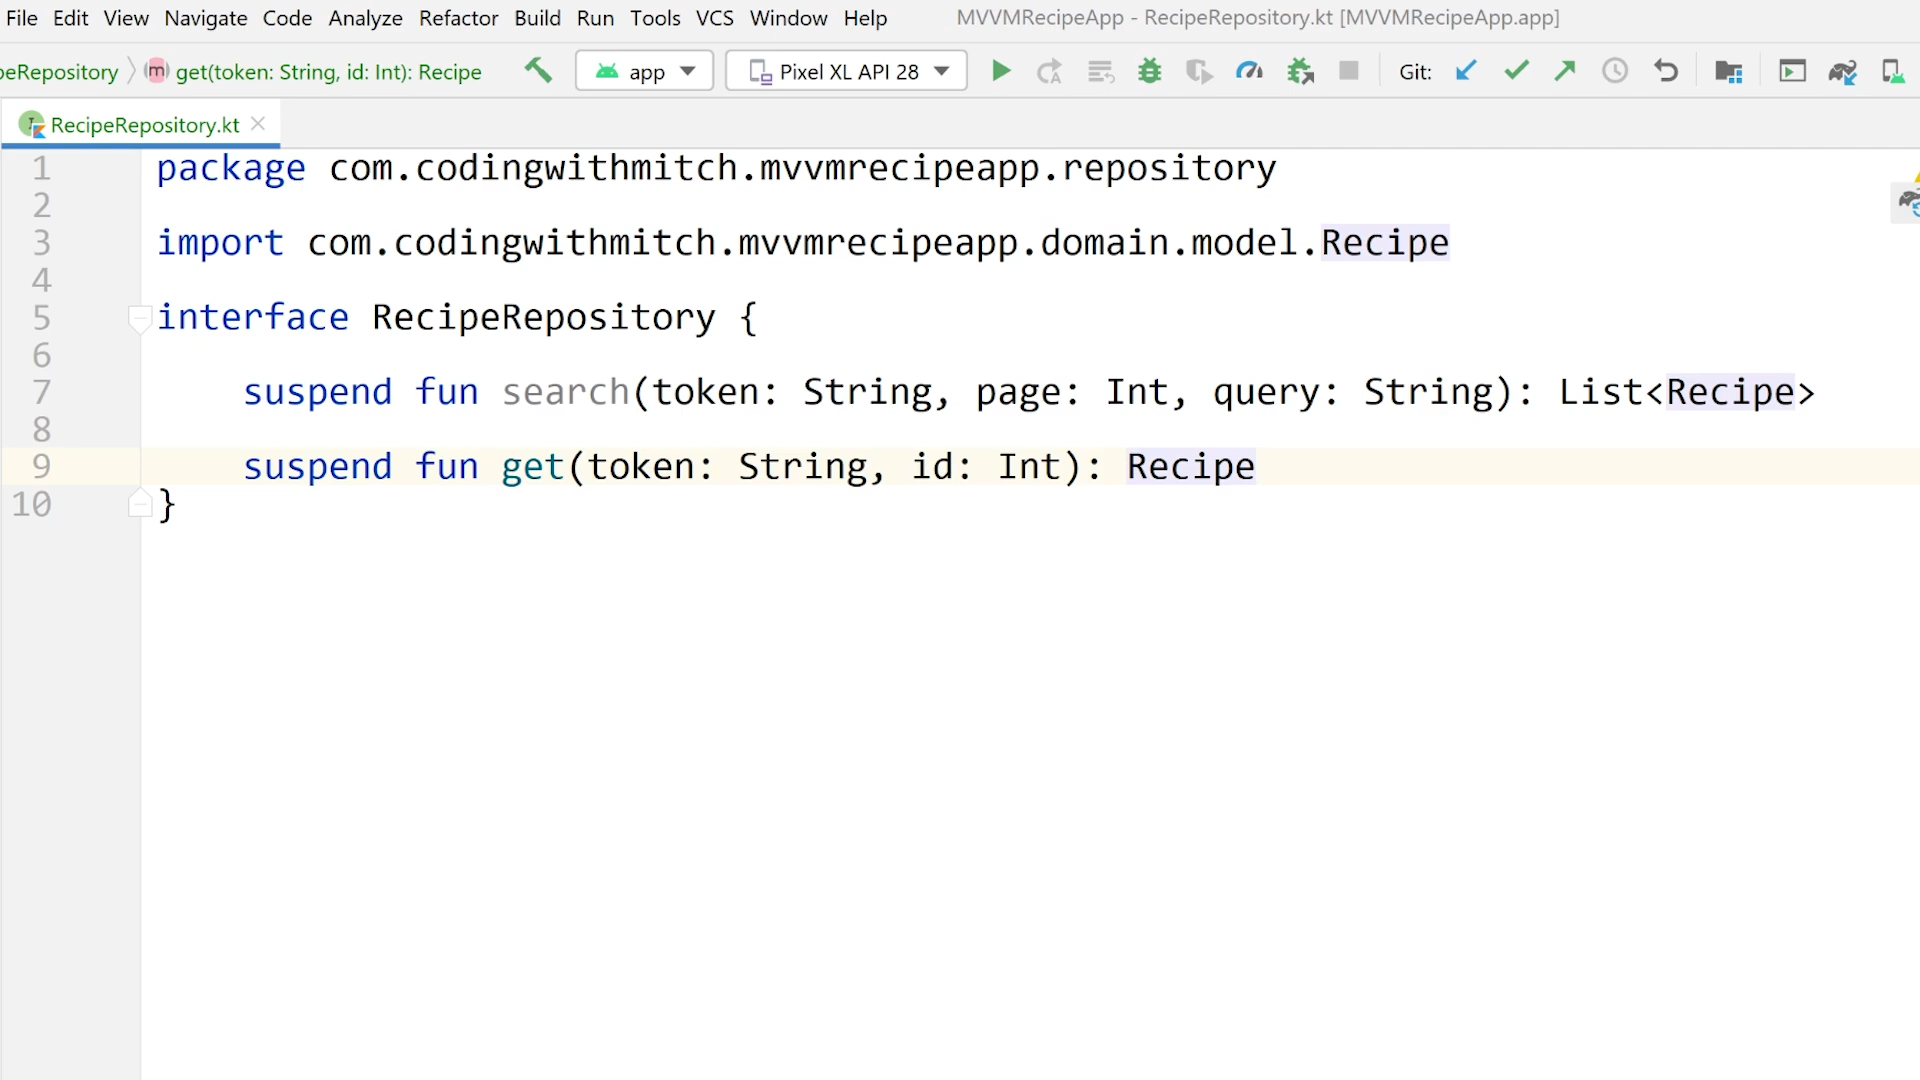 File Edit View Navigate Code Analyze Refactor Build Run Tools VCS Window Help MVVMRecipeApp - RecipeRepository.kt [MVVMRecipeApp.app]
eRepository get(token: String, id: Int): Recipe app Pixel XL API 28 Git:
RecipeRepository.kt
1 package com.codingwithmitch.mvvmrecipeapp.repository
2
3 import com.codingwithmitch.mvvmrecipeapp.domain.model.Recipe
4
5 interface RecipeRepository {
6
7 suspend fun search(token: String, page: Int, query: String): List<Recipe>
8
9 suspend fun get(token: String, id: Int): Recipe
10 }